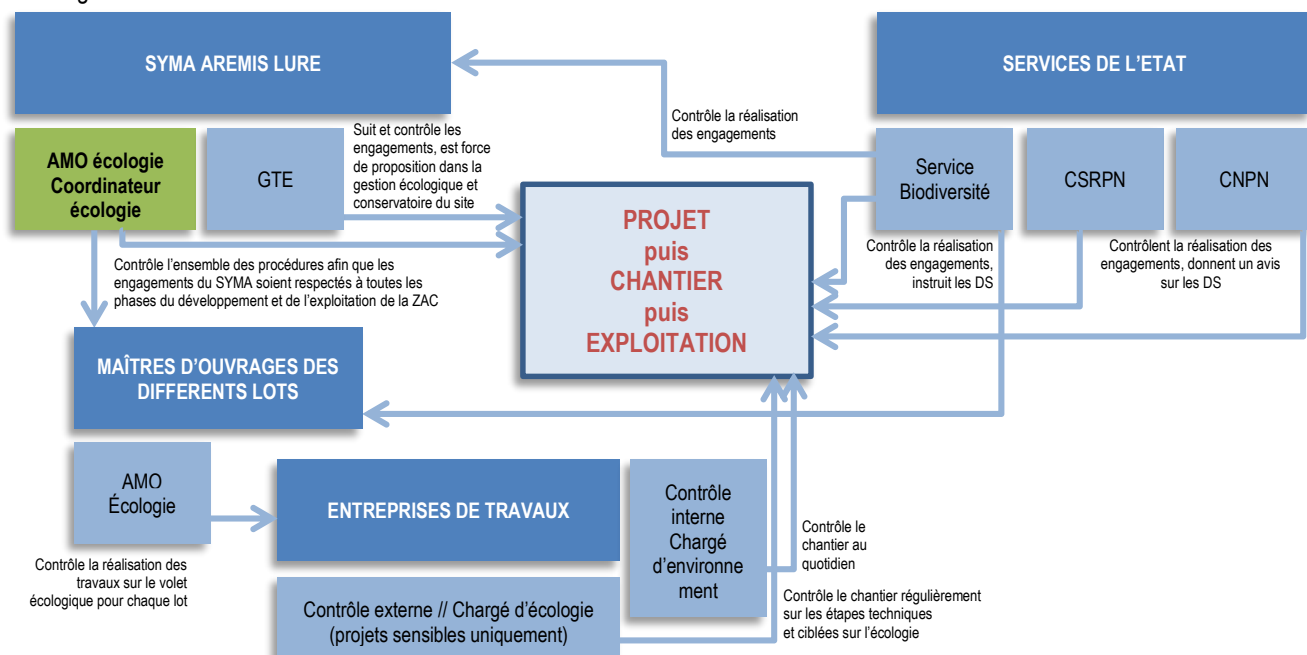 SYMA AREMIS LURE
SERVICES DE L'ETAT
Contrôle la réalisation
des engagements
AMO écologie
Coordinateur
écologie
GTE
Suit et contrôle les
engagements, est force
de proposition dans la
gestion écologique et
conservatoire du site
Service
Biodiversité
CSRPN
CNPN
PROJET
puis
CHANTIER
puis
EXPLOITATION
Contrôle la réalisation
des engagements,
instruit les DS
Contrôlent la réalisation des
engagements, donnent un avis
sur les DS
Contrôle l'ensemble des procédures afin que les
engagements du SYMA soient respectés à toutes les
phases du développement et de l'exploitation de la ZAC
MAÎTRES D'OUVRAGES DES
DIFFERENTS LOTS
AMO
Écologie
ENTREPRISES DE TRAVAUX
Contrôle
interne
Chargé
d'environne
ment
Contrôle le
chantier au
quotidien
Contrôle la réalisation des
travaux sur le volet
écologique pour chaque lot
Contrôle externe // Chargé d'écologie
(projets sensibles uniquement)
Contrôle le chantier régulièrement
sur les étapes techniques
et ciblées sur l'écologie